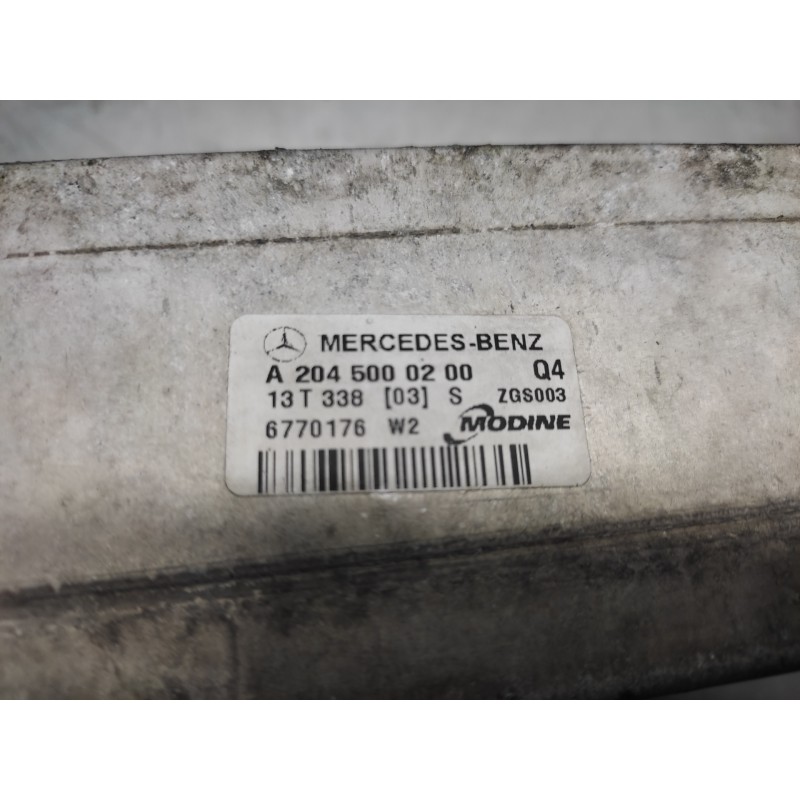 MERCEDES-BENZ
A 204 500 02 00 Q4
13 T 338 [03] S ZGS003
6770176 W2 MODINE